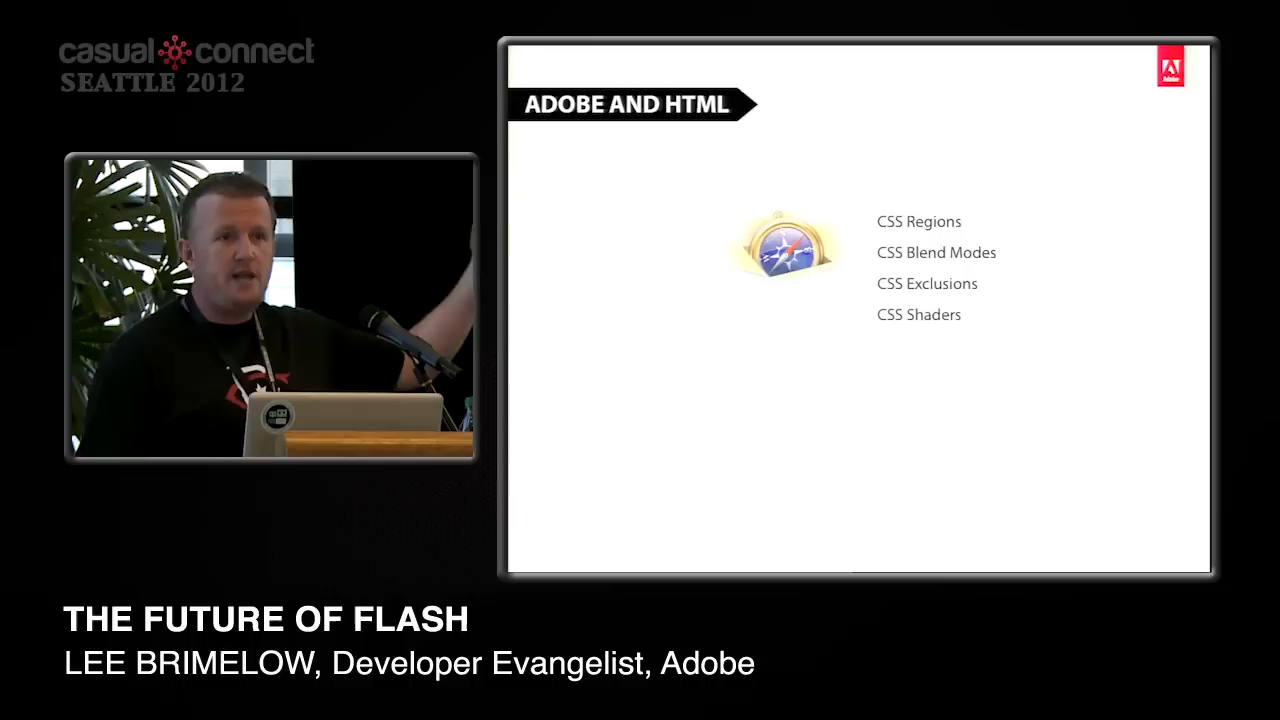 casual connect
SEATTLE 2012
Adobe
ADOBE AND HTML
CSS Regions
CSS Blend Modes
CSS Exclusions
CSS Shaders
THE FUTURE OF FLASH
LEE BRIMELOW, Developer Evangelist, Adobe